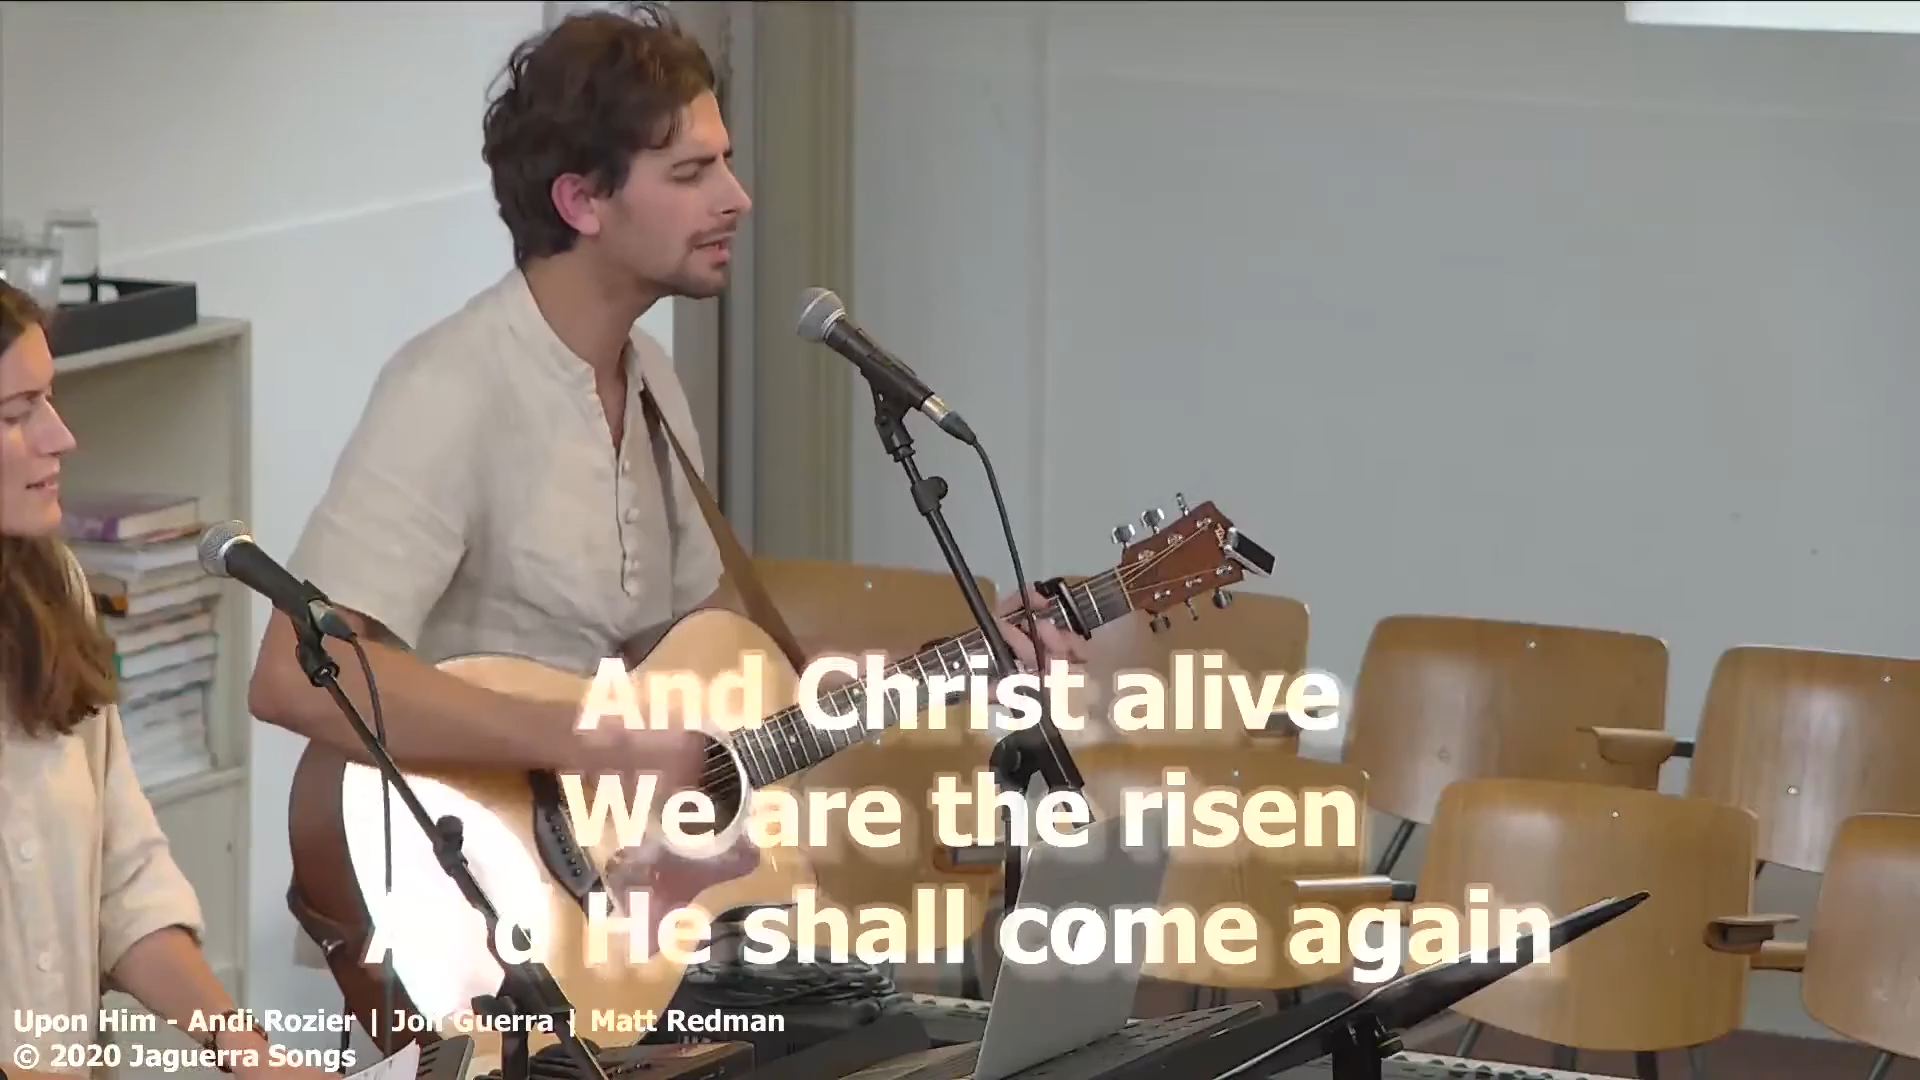 And Christ alive
We are the risen
And He shall come again
Upon Him - Andi Rozier | Jon Guerra | Matt Redman
© 2020 Jaguerra Songs